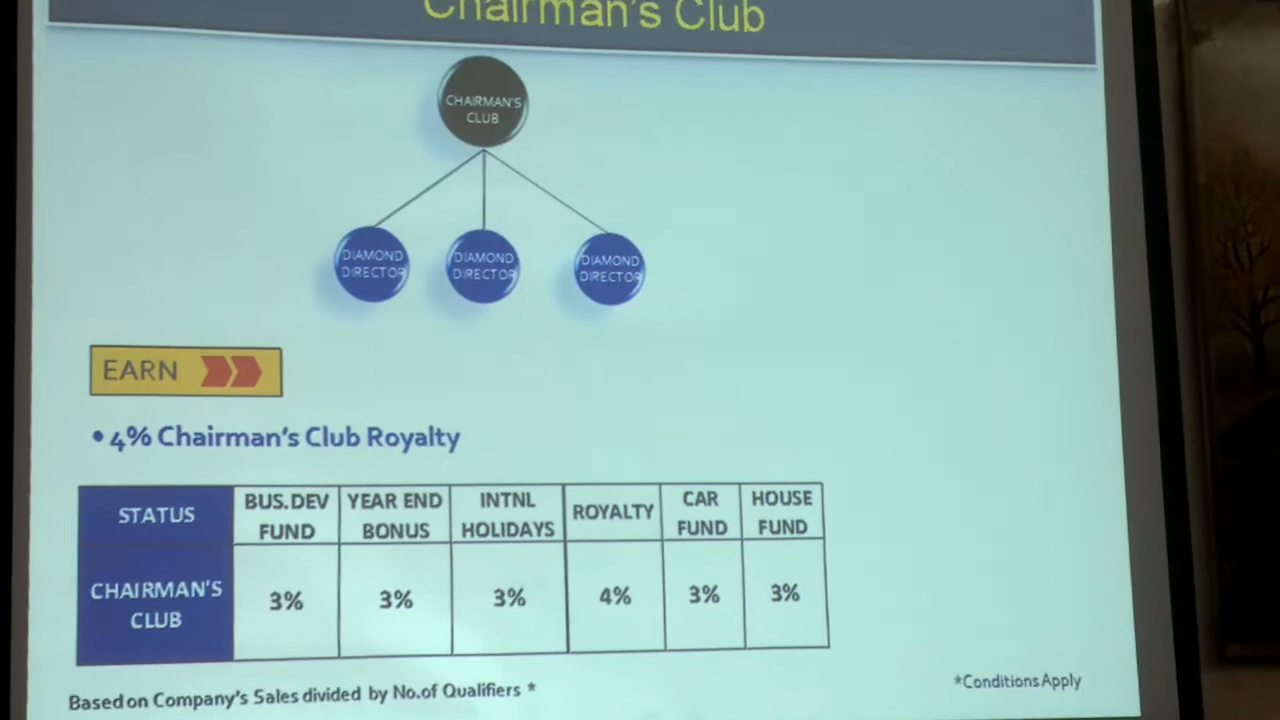 Chairman's Club
CHAIRMAN'S
CLUB
DIAMOND
DIRECTOR
DIAMOND
DIRECTOR
DIAMOND
DIRECTOR
EARN
• 4% Chairman's Club Royalty
STATUS
BUS.DEV
FUND
YEAR END
BONUS
INTNL
HOLIDAYS
ROYALTY
CAR
FUND
HOUSE
FUND
CHAIRMAN'S
CLUB
3%
3%
3%
4%
3%
3%
Based on Company's Sales divided by No.of Qualifiers *
*Conditions Apply